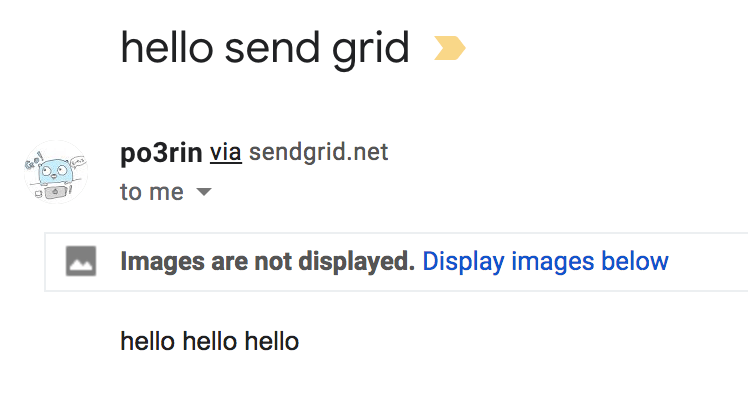 hello send grid
po3rin via sendgrid.net
to me
Images are not displayed. Display images below
hello hello hello